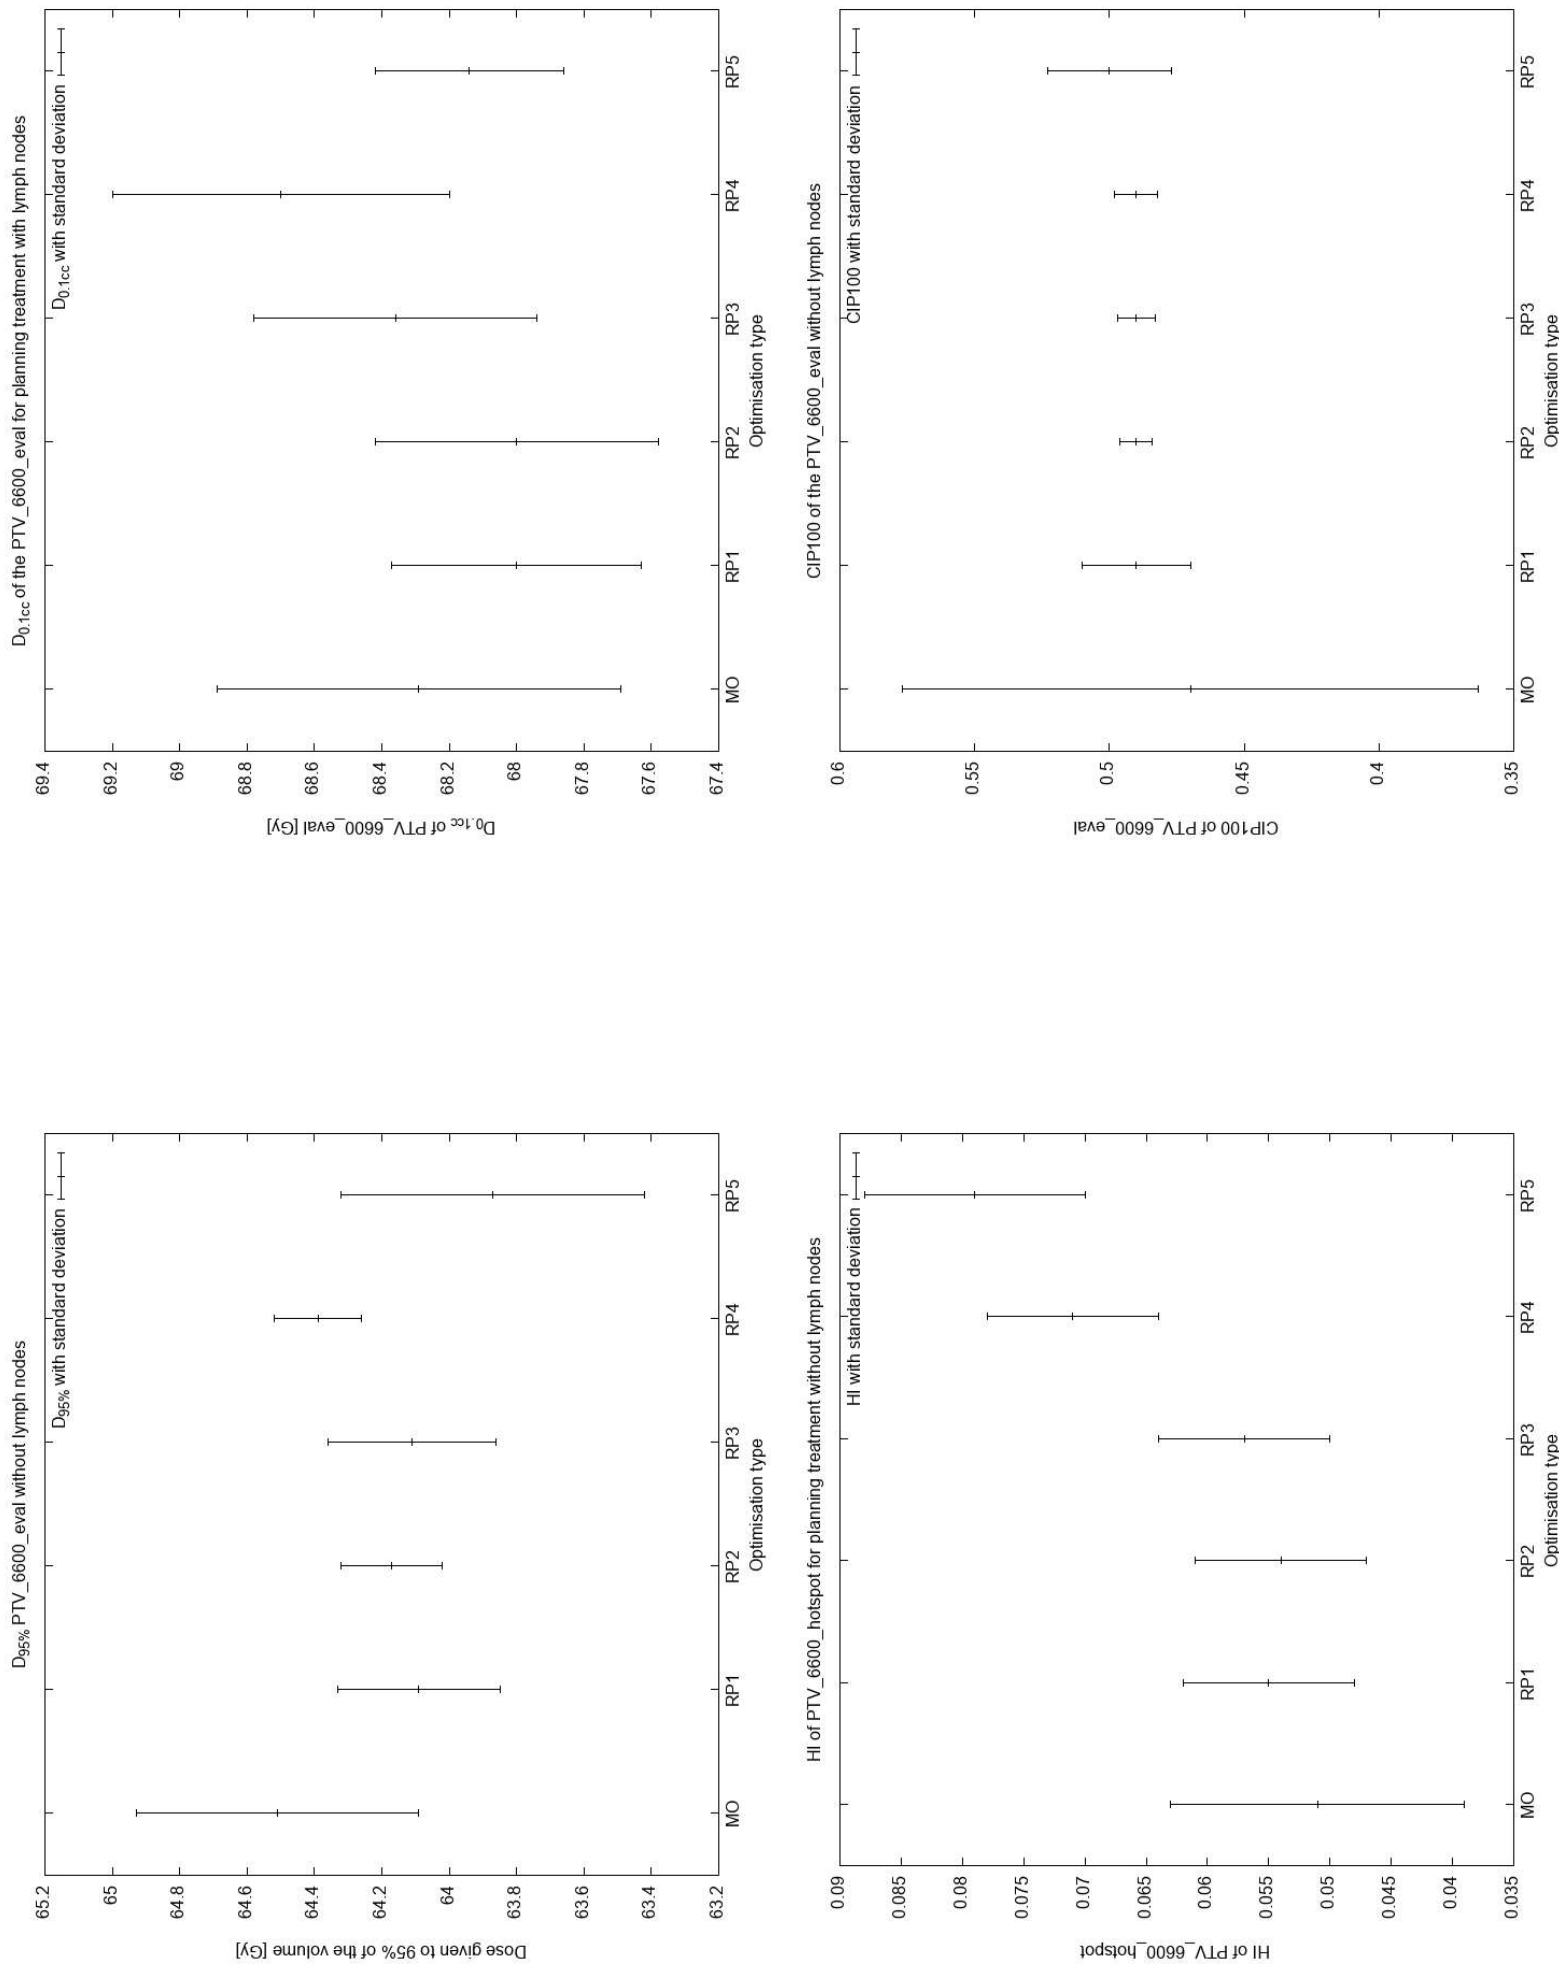 D95% PTV_6600_eval without lymph nodes
D95% with standard deviation
65.2
65
64.8
64.6
64.4
64.2
64
63.8
63.6
63.4
63.2
Dose given to 95% of the volume [Gy]
MO RP1 RP2 RP3 RP4 RP5
Optimisation type
D0.1cc of the PTV_6600_eval for planning treatment with lymph nodes
D0.1cc with standard deviation
69.4
69.2
69
68.8
68.6
68.4
68.2
68
67.8
67.6
67.4
D0.1cc of PTV_6600_eval [Gy]
MO RP1 RP2 RP3 RP4 RP5
Optimisation type
HI of PTV_6600_hotspot for planning treatment without lymph nodes
HI with standard deviation
0.09
0.085
0.08
0.075
0.07
0.065
0.06
0.055
0.05
0.045
0.04
0.035
HI of PTV_6600_hotspot
MO RP1 RP2 RP3 RP4 RP5
Optimisation type
CIP100 of the PTV_6600_eval without lymph nodes
CIP100 with standard deviation
0.6
0.55
0.5
0.45
0.4
0.35
CIP100 of PTV_6600_eval
MO RP1 RP2 RP3 RP4 RP5
Optimisation type